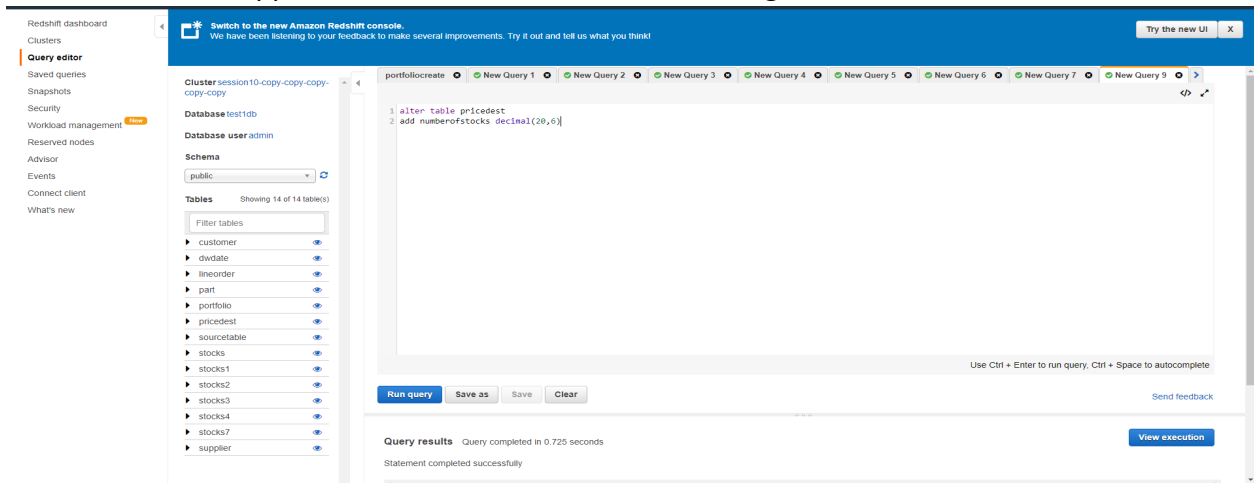 Redshift dashboard
Clusters
Query editor
Saved queries
Snapshots
Security
Workload management New
Reserved nodes
Advisor
Events
Connect client
What's new
Switch to the new Amazon Redshift console.
We have been listening to your feedback to make several improvements. Try it out and tell us what you think!
Try the new UI
X
Cluster session10-copy-copy-copy-
copy-copy
Database test1db
Database user admin
Schema
public
Tables Showing 14 of 14 table(s)
Filter tables
customer
dwdate
lineorder
part
portfolio
pricedest
sourcetable
stocks
stocks1
stocks2
stocks3
stocks4
stocks7
supplier
portfoliocreate New Query 1 New Query 2 New Query 3 New Query 4 New Query 5 New Query 6 New Query 7 New Query 9
1 alter table pricedest
2 add numberofstocks decimal(20,6)
Use Ctrl + Enter to run query, Ctrl + Space to autocomplete
Run query Save as Save Clear
Send feedback
Query results Query completed in 0.725 seconds
View execution
Statement completed successfully